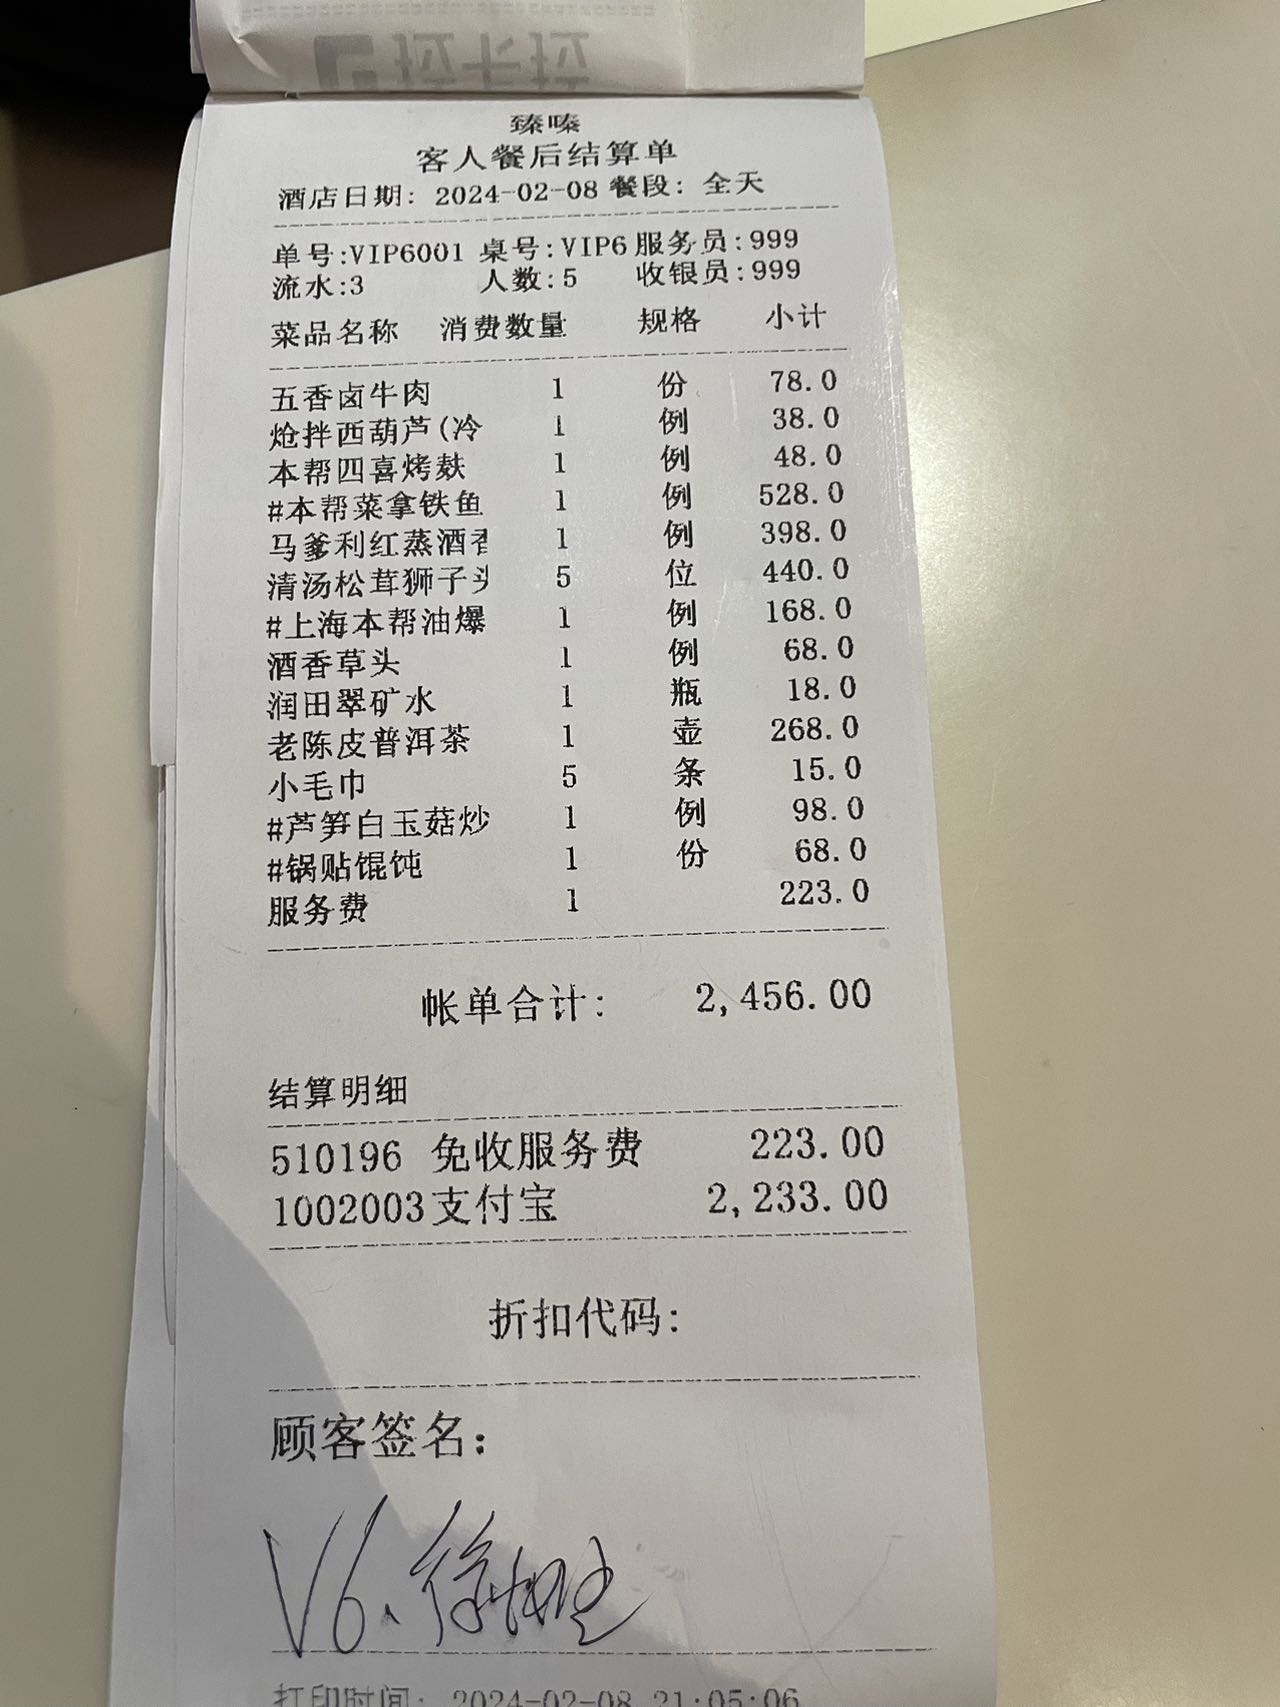 臻嗪
客人餐后结算单
酒店日期: 2024-02-08 餐段: 全天
单号:VIP6001 桌号:VIP6 服务员:999
流水:3 人数:5 收银员:999
菜品名称 消费数量 规格 小计
五香卤牛肉 1 份 78.0
炝拌西葫芦(冷 1 例 38.0
本帮四喜烤麸 1 例 48.0
#本帮菜拿铁鱼 1 例 528.0
马爹利红蒸酒香 1 例 398.0
清汤松茸狮子头 5 位 440.0
#上海本帮油爆 1 例 168.0
酒香草头 1 例 68.0
润田翠矿水 1 瓶 18.0
老陈皮普洱茶 1 壶 268.0
小毛巾 5 条 15.0
#芦笋白玉菇炒 1 例 98.0
#锅贴馄饨 1 份 68.0
服务费 1 223.0
帐单合计: 2,456.00
结算明细
510196 免收服务费 223.00
1002003支付宝 2,233.00
折扣代码:
顾客签名:
V6、徐
打印时间: 2024-02-08 21:05:06